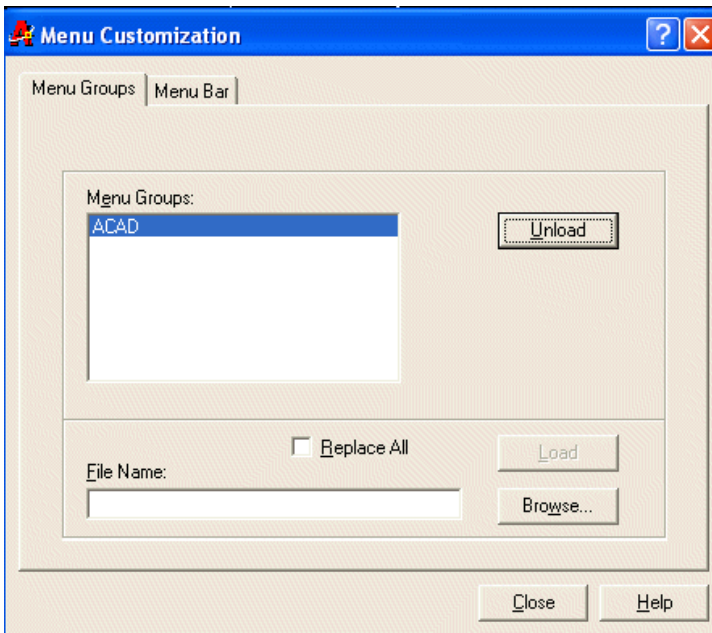 Menu Customization
Menu Groups
Menu Bar
Menu Groups:
ACAD
Unload
Replace All
Load
File Name:
Browse...
Close
Help